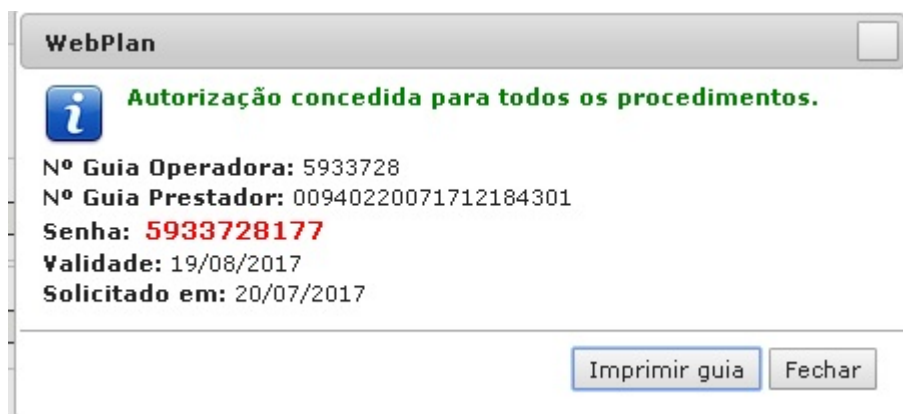 WebPlan
Autorização concedida para todos os procedimentos.
Nº Guia Operadora: 5933728
Nº Guia Prestador: 00940220071712184301
Senha: 5933728177
Validade: 19/08/2017
Solicitado em: 20/07/2017
Imprimir guia Fechar